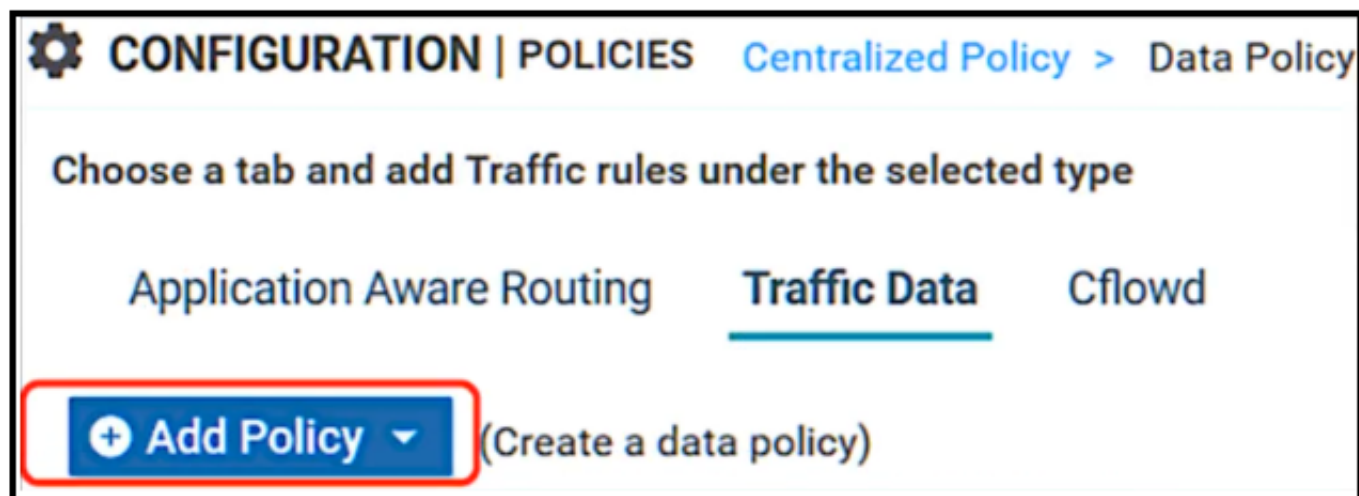 CONFIGURATION | POLICIES Centralized Policy > Data Policy
Choose a tab and add Traffic rules under the selected type
Application Aware Routing Traffic Data Cflowd
Add Policy (Create a data policy)